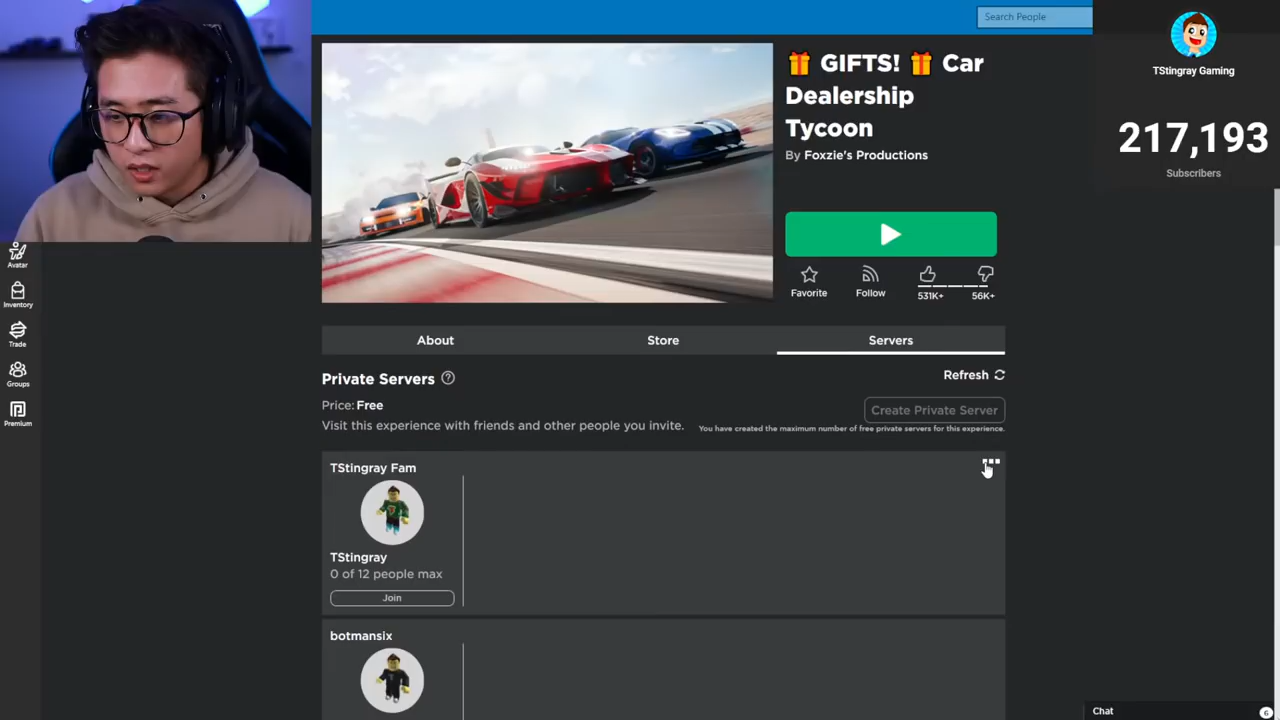 Search People
TStingray Gaming
217,193
Subscribers
🎁 GIFTS! 🎁 Car
Dealership
Tycoon
By Foxzie's Productions
Favorite
Follow
531K+
56K+
Avatar
Inventory
Trade
Groups
Premium
About
Store
Servers
Private Servers
Refresh
Price: Free
Create Private Server
Visit this experience with friends and other people you invite.
You have created the maximum number of free private servers for this experience.
TStingray Fam
TStingray
0 of 12 people max
Join
botmansix
Chat
6